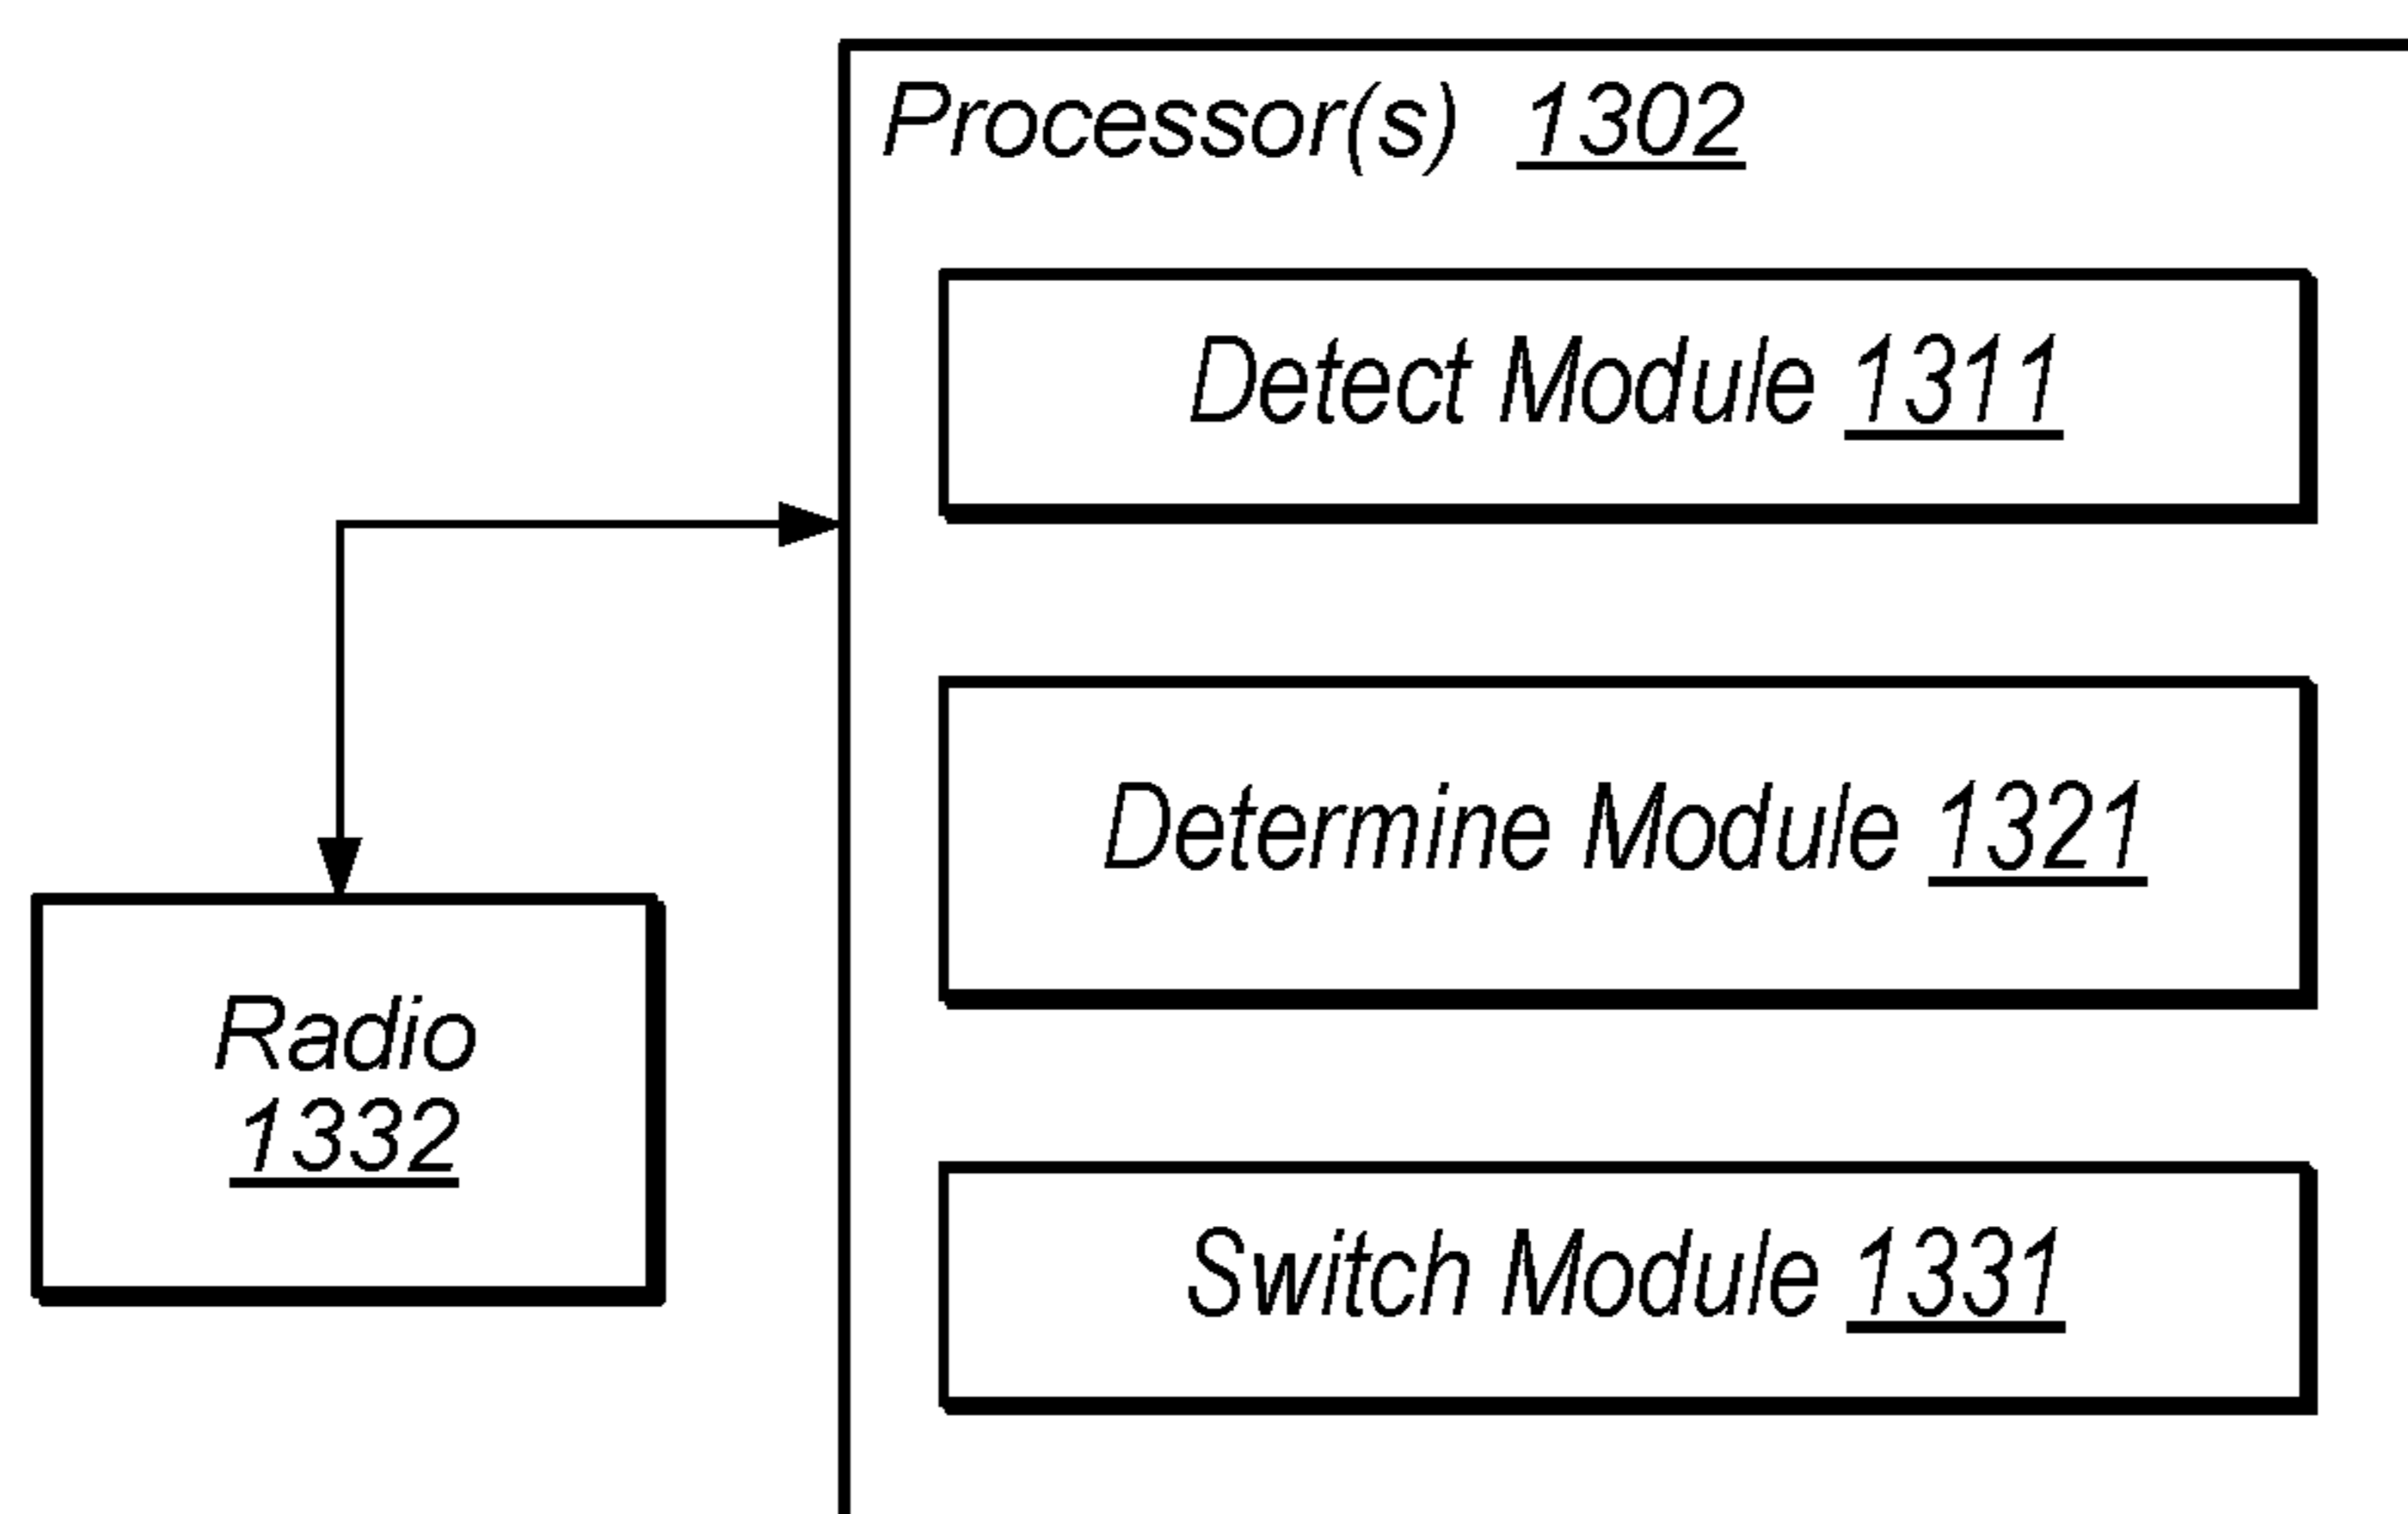 Processor(s) 1302
Detect Module 1311
Determine Module 1321
Radio
1332
Switch Module 1331